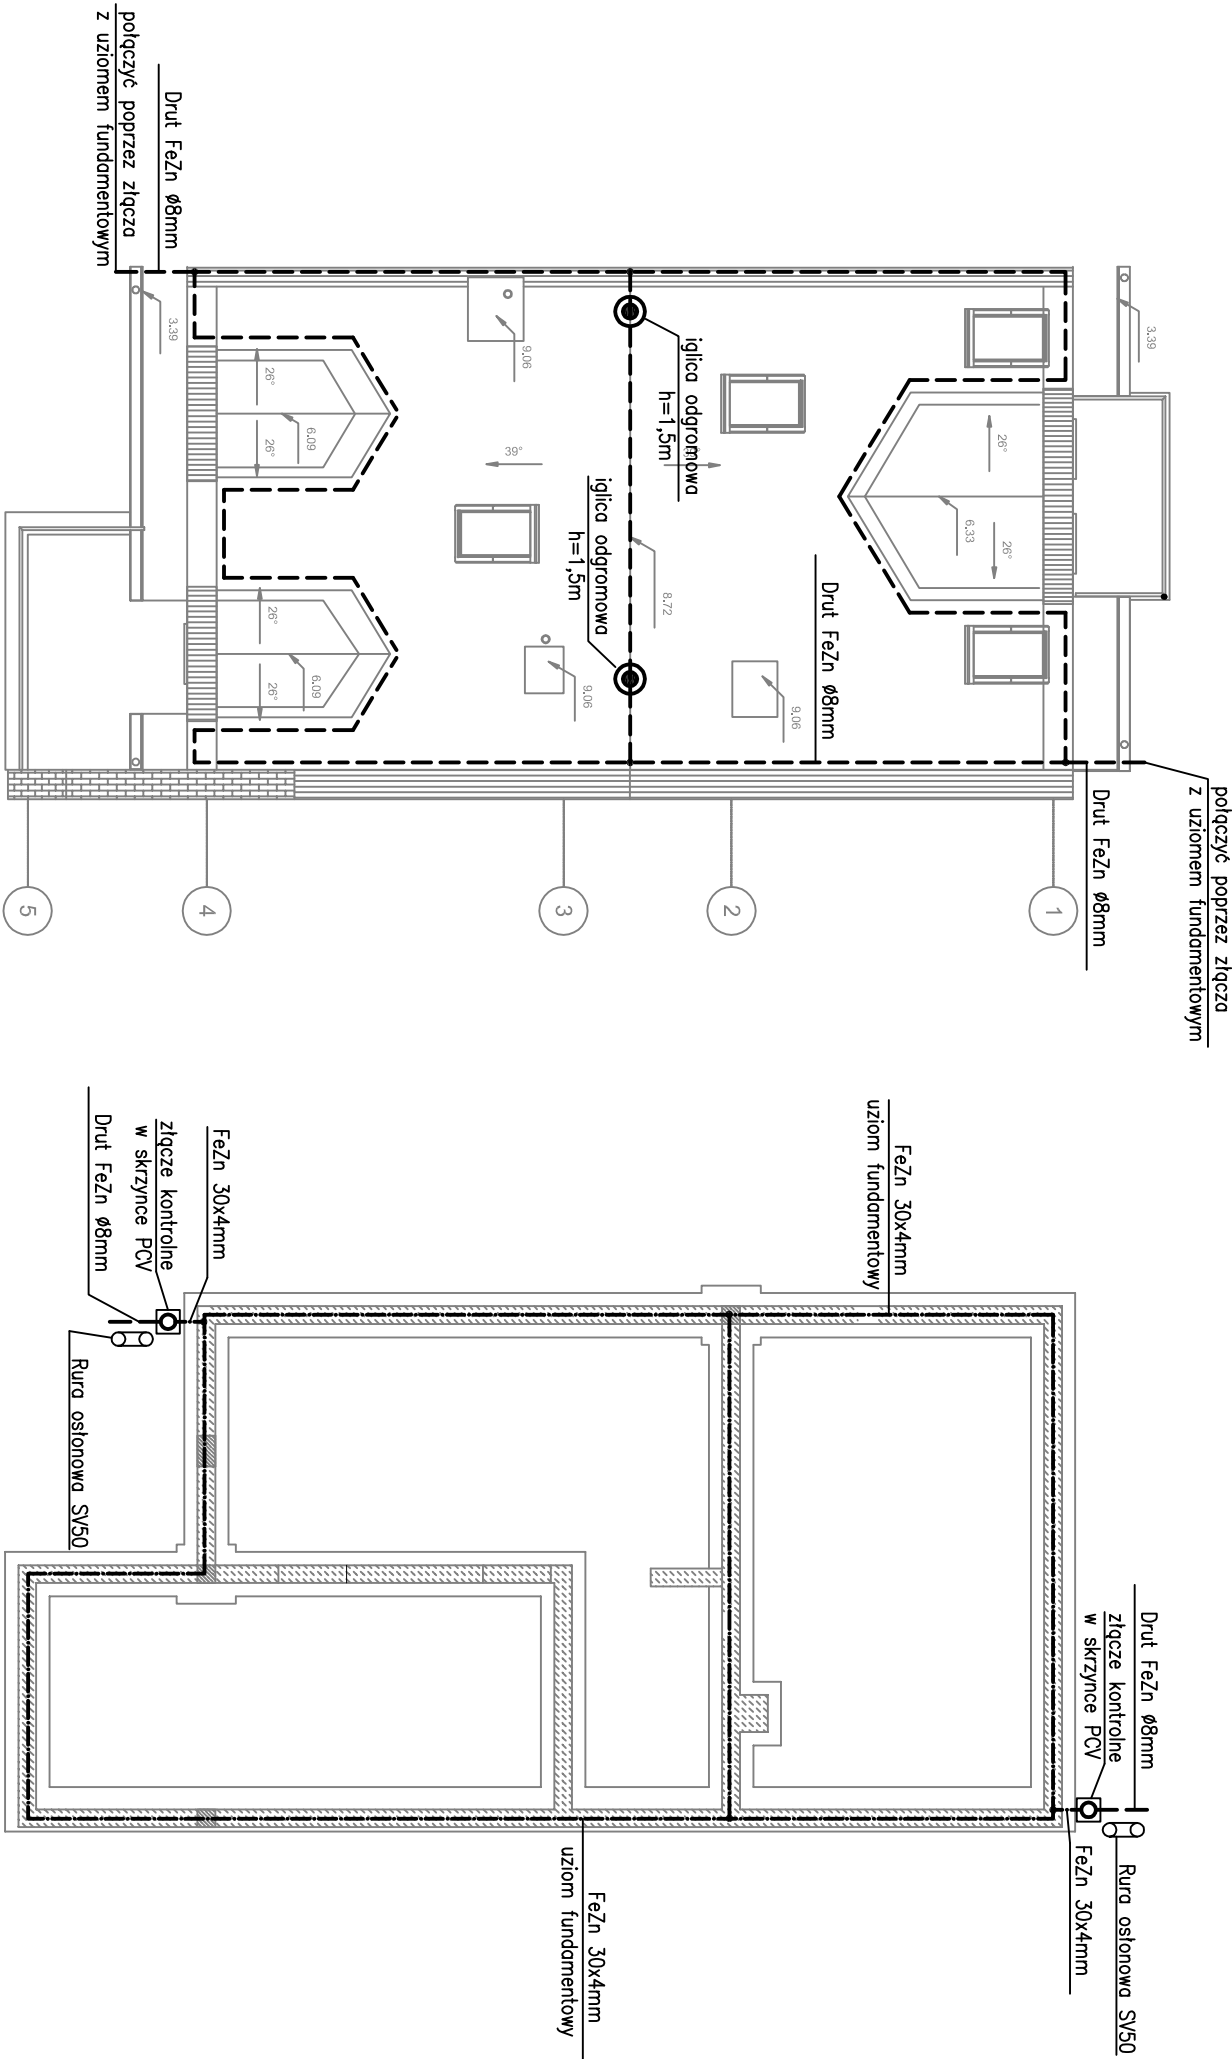 połączyć poprzez złącza
z uziomem fundamentowym
Drut FeZn ø8mm
3.39
26°
26°
6.33
26°
26°
6.09
26°
26°
6.09
9.06
9.06
9.06
39°
8.72
3.39
iglica odgromowa
h=1,5m
iglica odgromowa
h=1,5m
Drut FeZn ø8mm
Drut FeZn ø8mm
połączyć poprzez złącza
z uziomem fundamentowym
1
2
3
4
5
Drut FeZn ø8mm
złącze kontrolne
w skrzynce PCV
FeZn 30x4mm
Rura osłonowa SV50
FeZn 30x4mm
uziom fundamentowy
FeZn 30x4mm
uziom fundamentowy
FeZn 30x4mm
złącze kontrolne
w skrzynce PCV
Drut FeZn ø8mm
Rura osłonowa SV50